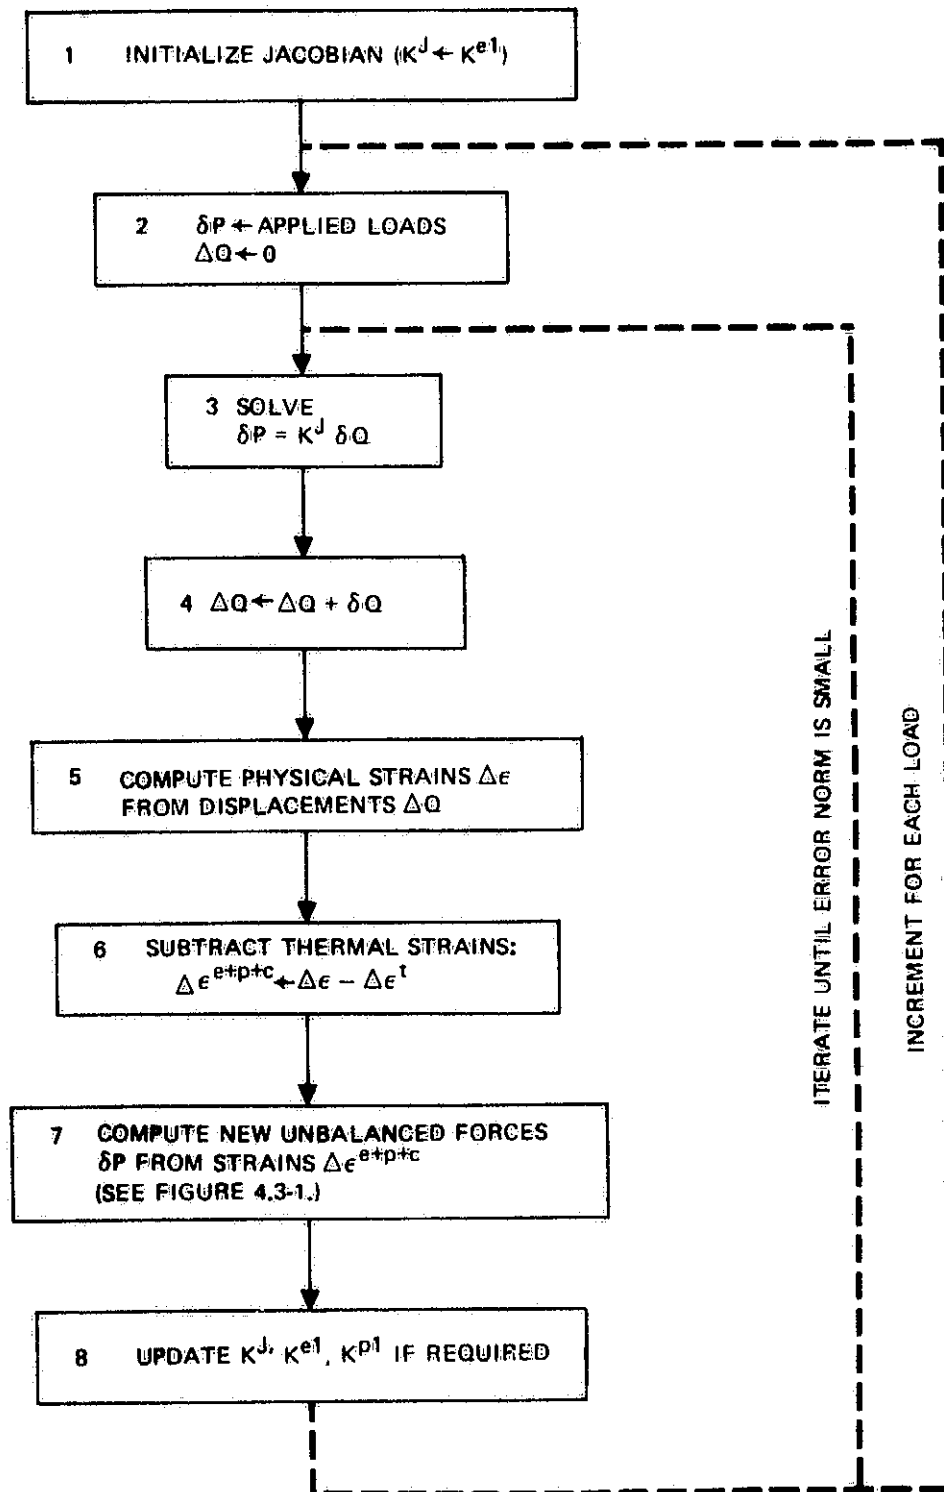 1 INITIALIZE JACOBIAN (K^J ← K^e1)
2 δP ← APPLIED LOADS
ΔQ ← 0
3 SOLVE
δP = K^J δQ
4 ΔQ ← ΔQ + δQ
5 COMPUTE PHYSICAL STRAINS Δϵ
FROM DISPLACEMENTS ΔQ
6 SUBTRACT THERMAL STRAINS:
Δϵ^e+p+c ← Δϵ − Δϵ^t
7 COMPUTE NEW UNBALANCED FORCES
δP FROM STRAINS Δϵ^e+p+c
(SEE FIGURE 4.3-1.)
8 UPDATE K^J, K^e1, K^p1 IF REQUIRED
ITERATE UNTIL ERROR NORM IS SMALL
INCREMENT FOR EACH LOAD